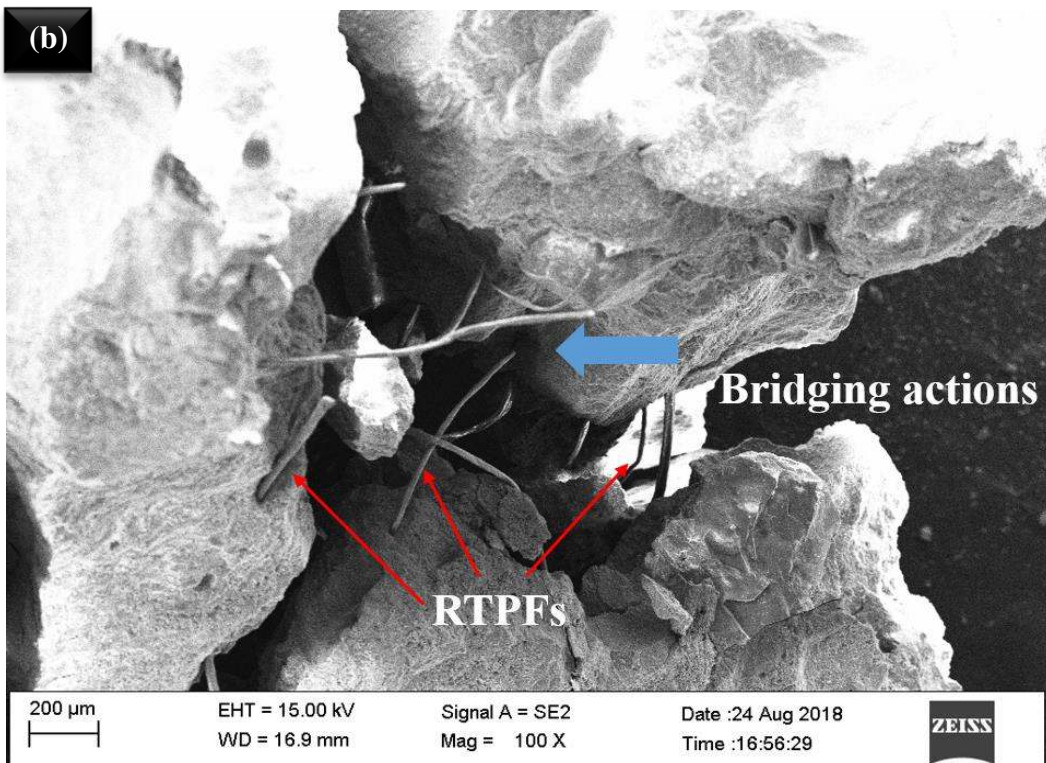 (b)
Bridging actions
RTPFs
200 µm
EHT = 15.00 kV
WD = 16.9 mm
Signal A = SE2
Mag = 100 X
Date :24 Aug 2018
Time :16:56:29
ZEISS